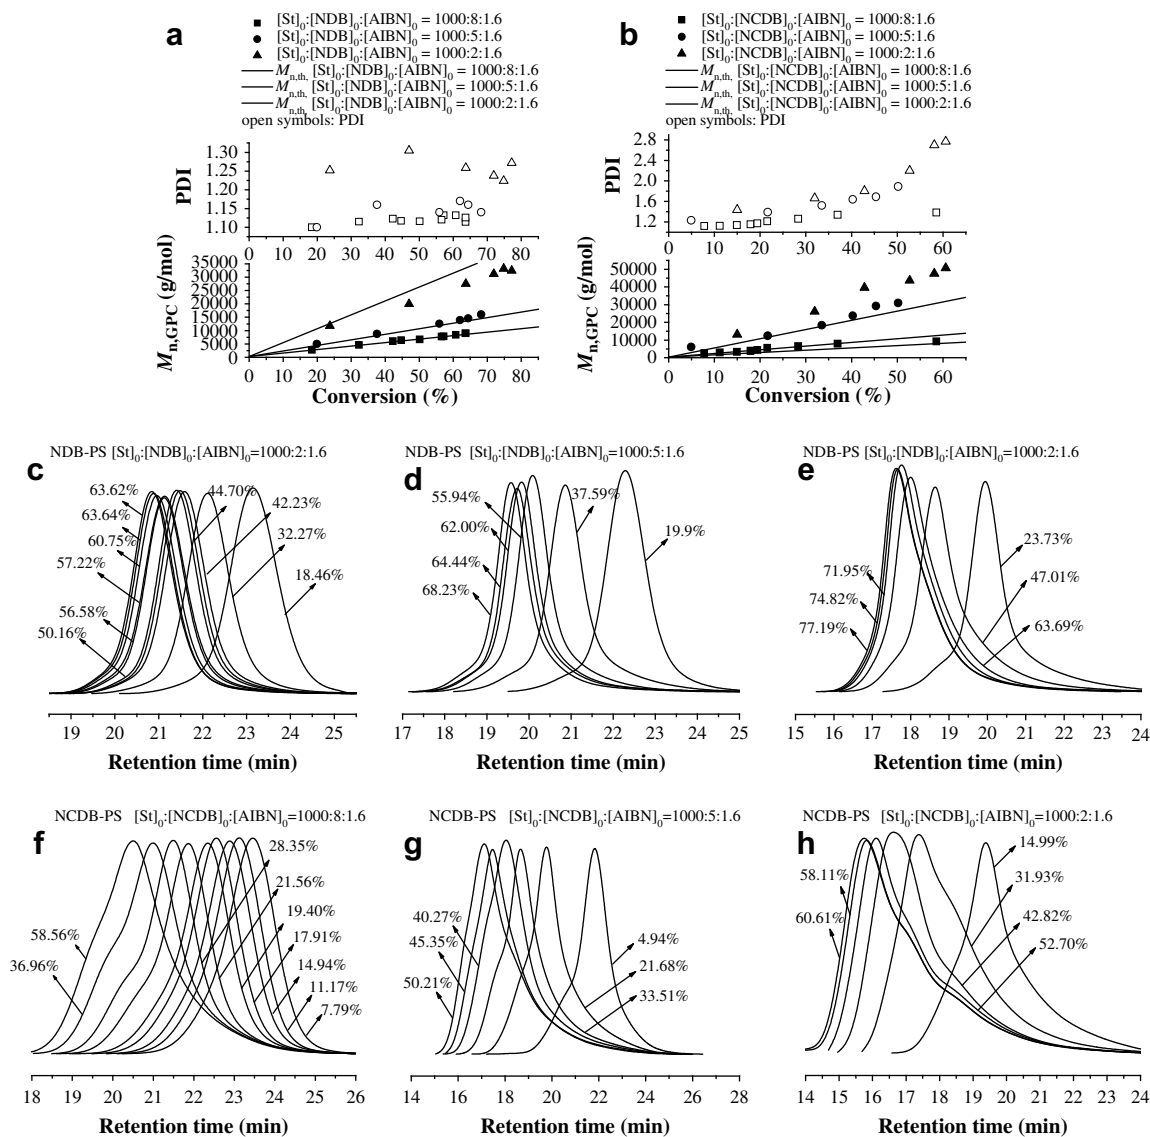 a
[St]0:[NDB]0:[AIBN]0 = 1000:8:1.6
[St]0:[NDB]0:[AIBN]0 = 1000:5:1.6
[St]0:[NDB]0:[AIBN]0 = 1000:2:1.6
Mn,th, [St]0:[NDB]0:[AIBN]0 = 1000:8:1.6
Mn,th, [St]0:[NDB]0:[AIBN]0 = 1000:5:1.6
Mn,th, [St]0:[NDB]0:[AIBN]0 = 1000:2:1.6
open symbols: PDI
PDI
1.30
1.25
1.20
1.15
1.10
0 10 20 30 40 50 60 70 80
Mn,GPC (g/mol)
35000
30000
25000
20000
15000
10000
5000
0
0 10 20 30 40 50 60 70 80
Conversion (%)
b
[St]0:[NCDB]0:[AIBN]0 = 1000:8:1.6
[St]0:[NCDB]0:[AIBN]0 = 1000:5:1.6
[St]0:[NCDB]0:[AIBN]0 = 1000:2:1.6
Mn,th, [St]0:[NCDB]0:[AIBN]0 = 1000:8:1.6
Mn,th, [St]0:[NCDB]0:[AIBN]0 = 1000:5:1.6
Mn,th, [St]0:[NCDB]0:[AIBN]0 = 1000:2:1.6
open symbols: PDI
PDI
2.8
2.4
2.0
1.6
1.2
0 10 20 30 40 50 60
Mn,GPC (g/mol)
50000
40000
30000
20000
10000
0
0 10 20 30 40 50 60
Conversion (%)
c
NDB-PS [St]0:[NDB]0:[AIBN]0=1000:2:1.6
63.62%
63.64%
60.75%
57.22%
56.58%
50.16%
44.70%
42.23%
32.27%
18.46%
19 20 21 22 23 24 25
Retention time (min)
d
NDB-PS [St]0:[NDB]0:[AIBN]0=1000:5:1.6
55.94%
62.00%
64.44%
68.23%
37.59%
19.9%
17 18 19 20 21 22 23 24 25
Retention time (min)
e
NDB-PS [St]0:[NDB]0:[AIBN]0=1000:2:1.6
71.95%
74.82%
77.19%
23.73%
47.01%
63.69%
15 16 17 18 19 20 21 22 23 24
Retention time (min)
f
NCDB-PS [St]0:[NCDB]0:[AIBN]0=1000:8:1.6
58.56%
36.96%
28.35%
21.56%
19.40%
17.91%
14.94%
11.17%
7.79%
18 19 20 21 22 23 24 25 26
Retention time (min)
g
NCDB-PS [St]0:[NCDB]0:[AIBN]0=1000:5:1.6
40.27%
45.35%
50.21%
4.94%
21.68%
33.51%
14 16 18 20 22 24 26 28
Retention time (min)
h
NCDB-PS [St]0:[NCDB]0:[AIBN]0=1000:2:1.6
58.11%
60.61%
14.99%
31.93%
42.82%
52.70%
14 15 16 17 18 19 20 21 22 23 24
Retention time (min)